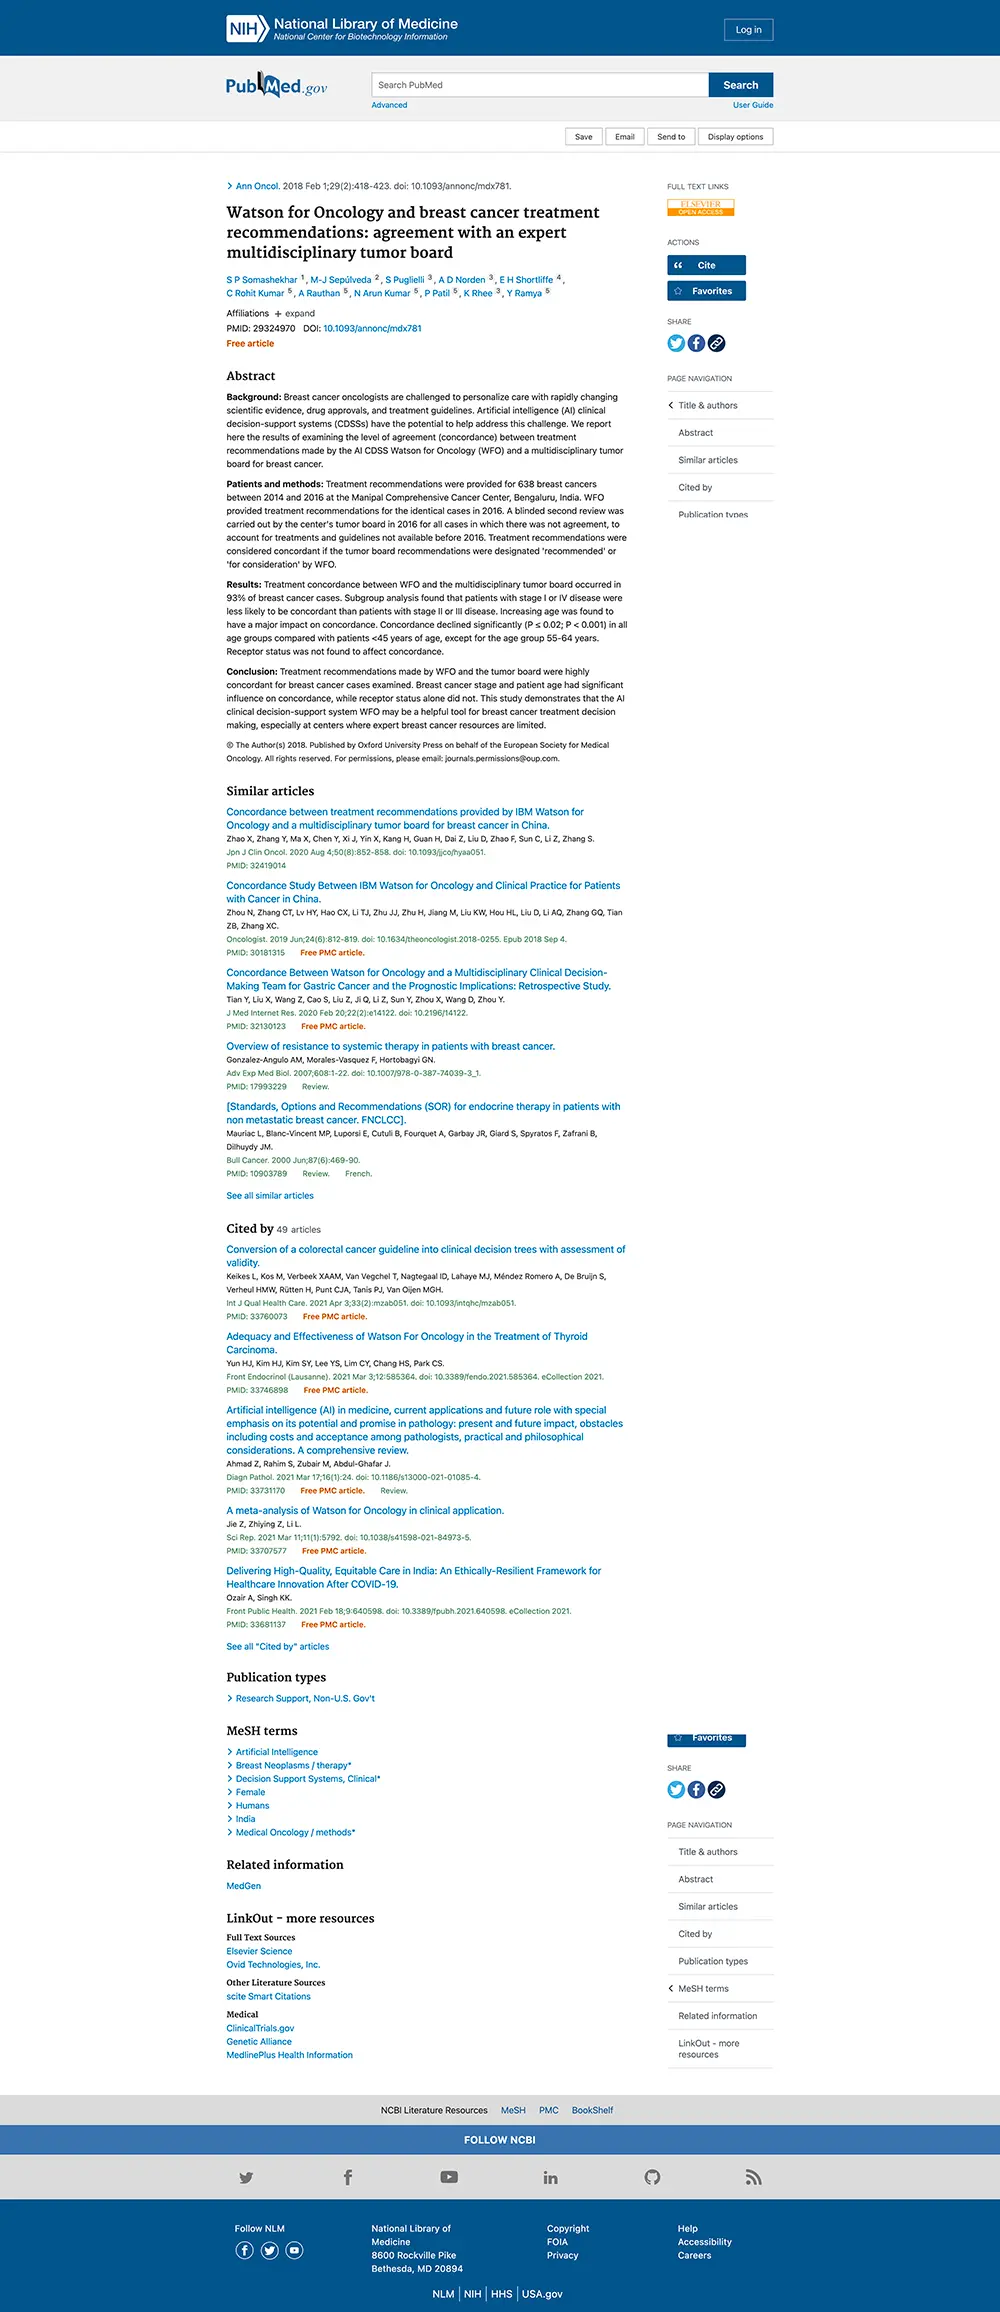 NIH National Library of Medicine
National Center for Biotechnology Information
Log in
PubMed.gov
Search PubMed
Search
Advanced
User Guide
Save
Email
Send to
Display options
Ann Oncol. 2018 Feb 1;29(2):418-423. doi: 10.1093/annonc/mdx781.
Watson for Oncology and breast cancer treatment
recommendations: agreement with an expert
multidisciplinary tumor board
S P Somashekhar 1, M-J Sepúlveda 2, S Puglielli 3, A D Norden 3, E H Shortliffe 4,
C Rohit Kumar 5, A Rauthan 5, N Arun Kumar 5, P Patil 5, K Rhee 3, Y Ramya 5
Affiliations + expand
PMID: 29324970 DOI: 10.1093/annonc/mdx781
Free article
Abstract
Background: Breast cancer oncologists are challenged to personalize care with rapidly changing
scientific evidence, drug approvals, and treatment guidelines. Artificial intelligence (AI) clinical
decision-support systems (CDSSs) have the potential to help address this challenge. We report
here the results of examining the level of agreement (concordance) between treatment
recommendations made by the AI CDSS Watson for Oncology (WFO) and a multidisciplinary tumor
board for breast cancer.
Patients and methods: Treatment recommendations were provided for 638 breast cancers
between 2014 and 2016 at the Manipal Comprehensive Cancer Center, Bengaluru, India. WFO
provided treatment recommendations for the identical cases in 2016. A blinded second review was
carried out by the center's tumor board in 2016 for all cases in which there was not agreement, to
account for treatments and guidelines not available before 2016. Treatment recommendations were
considered concordant if the tumor board recommendations were designated 'recommended' or
'for consideration' by WFO.
Results: Treatment concordance between WFO and the multidisciplinary tumor board occurred in
93% of breast cancer cases. Subgroup analysis found that patients with stage I or IV disease were
less likely to be concordant than patients with stage II or III disease. Increasing age was found to
have a major impact on concordance. Concordance declined significantly (P ≤ 0.02; P < 0.001) in all
age groups compared with patients <45 years of age, except for the age group 55-64 years.
Receptor status was not found to affect concordance.
Conclusion: Treatment recommendations made by WFO and the tumor board were highly
concordant for breast cancer cases examined. Breast cancer stage and patient age had significant
influence on concordance, while receptor status alone did not. This study demonstrates that the AI
clinical decision-support system WFO may be a helpful tool for breast cancer treatment decision
making, especially at centers where expert breast cancer resources are limited.
© The Author(s) 2018. Published by Oxford University Press on behalf of the European Society for Medical
Oncology. All rights reserved. For permissions, please email: journals.permissions@oup.com.
Similar articles
Concordance between treatment recommendations provided by IBM Watson for
Oncology and a multidisciplinary tumor board for breast cancer in China.
Zhao X, Zhang Y, Ma X, Chen Y, Xi J, Yin X, Kang H, Guan H, Dai Z, Liu D, Zhao F, Sun C, Li Z, Zhang S.
Jpn J Clin Oncol. 2020 Aug 4;50(8):852-858. doi: 10.1093/jjco/hyaa051.
PMID: 32419014
Concordance Study Between IBM Watson for Oncology and Clinical Practice for Patients
with Cancer in China.
Zhou N, Zhang CT, Lv HY, Hao CX, Li TJ, Zhu JJ, Zhu H, Jiang M, Liu KW, Hou HL, Liu D, Li AQ, Zhang GQ, Tian
ZB, Zhang XC.
Oncologist. 2019 Jun;24(6):812-819. doi: 10.1634/theoncologist.2018-0255. Epub 2018 Sep 4.
PMID: 30181315 Free PMC article.
Concordance Between Watson for Oncology and a Multidisciplinary Clinical Decision-
Making Team for Gastric Cancer and the Prognostic Implications: Retrospective Study.
Tian Y, Liu X, Wang Z, Cao S, Liu Z, Ji Q, Li Z, Sun Y, Zhou X, Wang D, Zhou Y.
J Med Internet Res. 2020 Feb 20;22(2):e14122. doi: 10.2196/14122.
PMID: 32130123 Free PMC article.
Overview of resistance to systemic therapy in patients with breast cancer.
Gonzalez-Angulo AM, Morales-Vasquez F, Hortobagyi GN.
Adv Exp Med Biol. 2007;608:1-22. doi: 10.1007/978-0-387-74039-3_1.
PMID: 17993229 Review.
[Standards, Options and Recommendations (SOR) for endocrine therapy in patients with
non metastatic breast cancer. FNCLCC].
Mauriac L, Blanc-Vincent MP, Luporsi E, Cutuli B, Fourquet A, Garbay JR, Giard S, Spyratos F, Zafrani B,
Dilhuydy JM.
Bull Cancer. 2000 Jun;87(6):469-90.
PMID: 10903789 Review. French.
See all similar articles
Cited by 49 articles
Conversion of a colorectal cancer guideline into clinical decision trees with assessment of
validity.
Keikes L, Kos M, Verbeek XAAM, Van Vegchel T, Nagtegaal ID, Lahaye MJ, Méndez Romero A, De Bruijn S,
Verheul HMW, Rütten H, Punt CJA, Tanis PJ, Van Oijen MGH.
Int J Qual Health Care. 2021 Apr 3;33(2):mzab051. doi: 10.1093/intqhc/mzab051.
PMID: 33760073 Free PMC article.
Adequacy and Effectiveness of Watson For Oncology in the Treatment of Thyroid
Carcinoma.
Yun HJ, Kim HJ, Kim SY, Lee YS, Lim CY, Chang HS, Park CS.
Front Endocrinol (Lausanne). 2021 Mar 3;12:585364. doi: 10.3389/fendo.2021.585364. eCollection 2021.
PMID: 33746898 Free PMC article.
Artificial intelligence (AI) in medicine, current applications and future role with special
emphasis on its potential and promise in pathology: present and future impact, obstacles
including costs and acceptance among pathologists, practical and philosophical
considerations. A comprehensive review.
Ahmad Z, Rahim S, Zubair M, Abdul-Ghafar J.
Diagn Pathol. 2021 Mar 17;16(1):24. doi: 10.1186/s13000-021-01085-4.
PMID: 33731170 Free PMC article. Review.
A meta-analysis of Watson for Oncology in clinical application.
Jie Z, Zhiying Z, Li L.
Sci Rep. 2021 Mar 11;11(1):5792. doi: 10.1038/s41598-021-84973-5.
PMID: 33707577 Free PMC article.
Delivering High-Quality, Equitable Care in India: An Ethically-Resilient Framework for
Healthcare Innovation After COVID-19.
Ozair A, Singh KK.
Front Public Health. 2021 Feb 18;9:640598. doi: 10.3389/fpubh.2021.640598. eCollection 2021.
PMID: 33681137 Free PMC article.
See all "Cited by" articles
Publication types
Research Support, Non-U.S. Gov't
MeSH terms
Artificial Intelligence
Breast Neoplasms / therapy*
Decision Support Systems, Clinical*
Female
Humans
India
Medical Oncology / methods*
Related information
MedGen
LinkOut - more resources
Full Text Sources
Elsevier Science
Ovid Technologies, Inc.
Other Literature Sources
scite Smart Citations
Medical
ClinicalTrials.gov
Genetic Alliance
MedlinePlus Health Information
FULL TEXT LINKS
ELSEVIER
OPEN ACCESS
ACTIONS
Cite
Favorites
SHARE
PAGE NAVIGATION
Title & authors
Abstract
Similar articles
Cited by
Publication types
Favorites
SHARE
PAGE NAVIGATION
Title & authors
Abstract
Similar articles
Cited by
Publication types
MeSH terms
Related information
LinkOut - more
resources
NCBI Literature Resources MeSH PMC BookShelf
FOLLOW NCBI
Follow NLM
National Library of
Medicine
8600 Rockville Pike
Bethesda, MD 20894
Copyright
FOIA
Privacy
Help
Accessibility
Careers
NLM | NIH | HHS | USA.gov